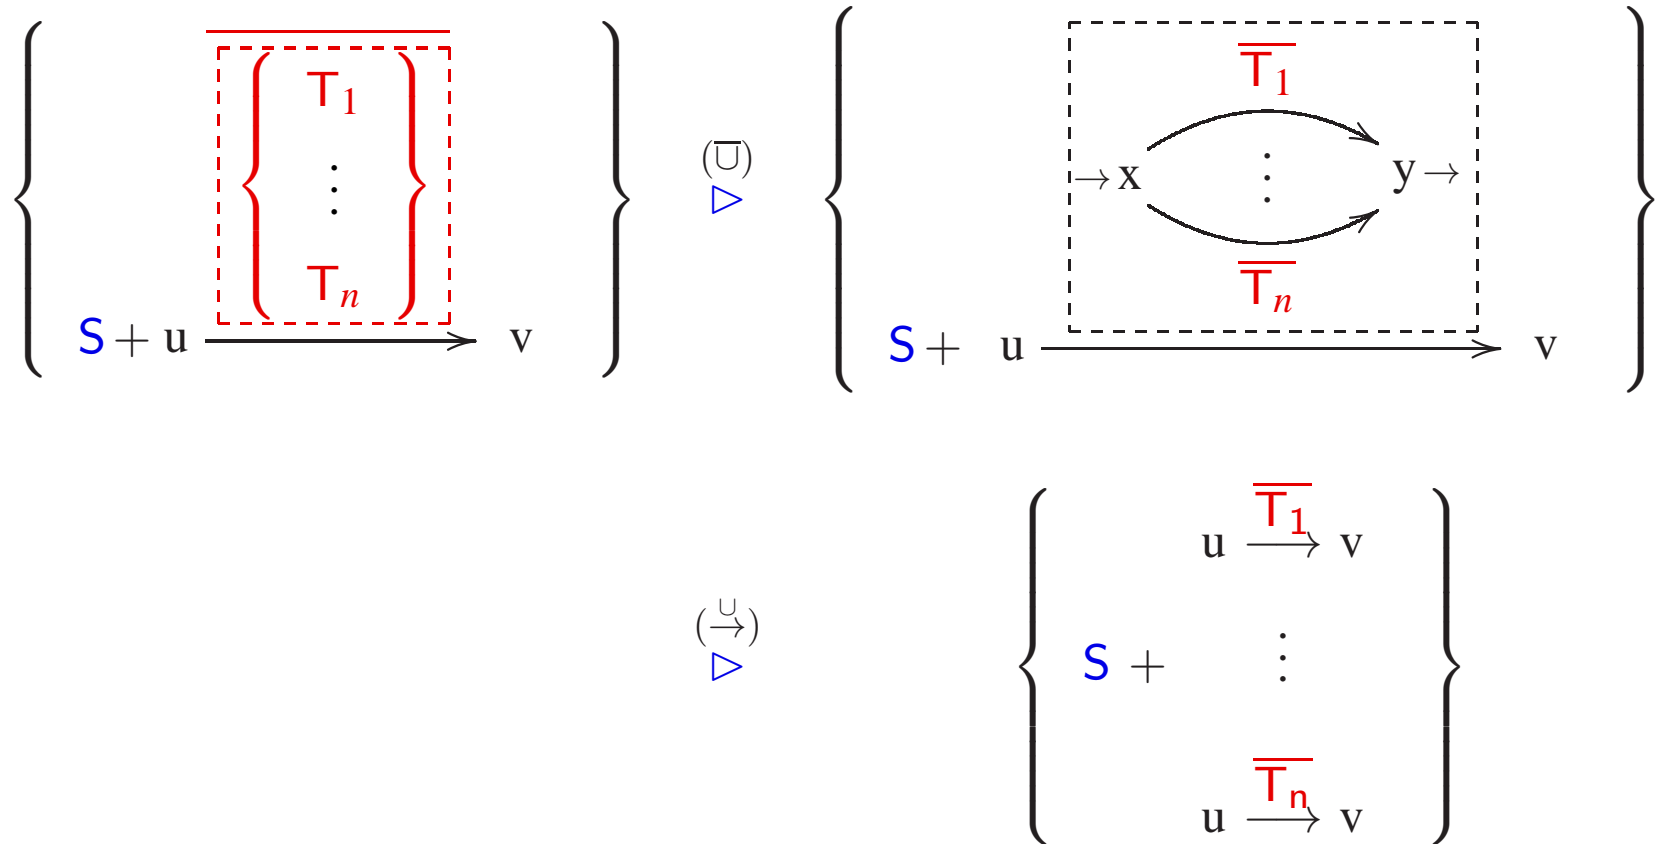 T̅₁
T₁
⋮
(∪̅)
▷
→ x ⋮ y →
Tₙ
T̅ₙ
S + u → v
S + u → v
T̅₁
u → v
(∪→)
▷
S + ⋮
T̅ₙ
u → v